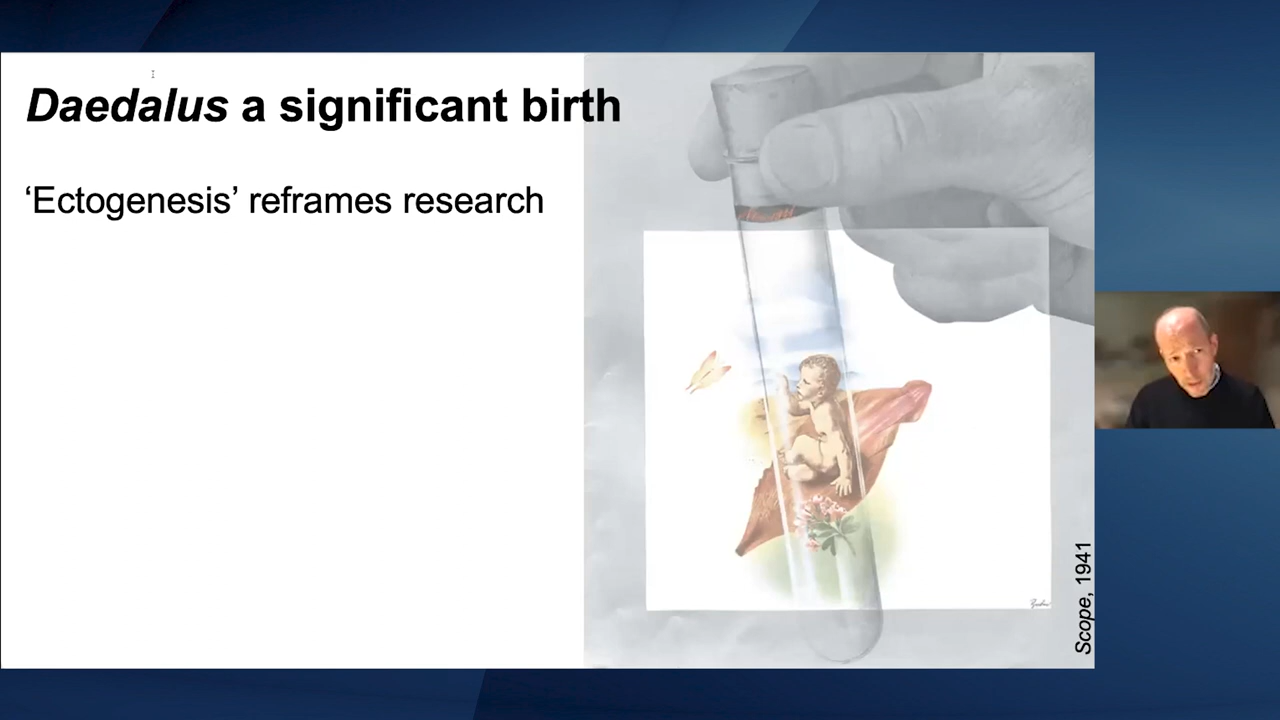 Daedalus a significant birth
‘Ectogenesis’ reframes research
Scope, 1941